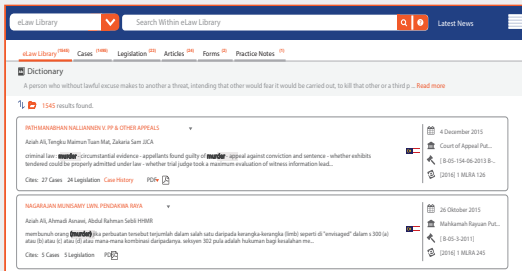 eLaw Library Search Within eLaw Library Latest News
eLaw Library (1545) Cases (1498) Legislation (22) Articles (24) Forms (2) Practice Notes (1)
Dictionary
A person who without lawful excuse makes to another a threat, intending that other would fear it would be carried out, to kill that other or a third p ... Read more
1545 results found.
PATHMANABHAN NALLIANNEN V. PP & OTHER APPEALS
Aziah Ali, Tengku Maimun Tuan Mat, Zakaria Sam JJCA
criminal law : murder - circumstantial evidence - appellants found guilty of murder - appeal against conviction and sentence - whether exhibits
tendered could be properly admitted under law - whether trial judge took a maximum evaluation of witness information lead...
Cites: 27 Cases 24 Legislation Case History PDF
4 December 2015
Court of Appeal Put...
[ B-05-154-06-2013 B-...
[2016] 1 MLRA 126
NAGARAJAN MUNISAMY LWN. PENDAKWA RAYA
Aziah Ali, Ahmadi Asnawi, Abdul Rahman Sebli HHMR
membunuh orang (murder) jika perbuatan tersebut terjumlah dalam salah satu daripada kerangka-kerangka (limb) seperti di "envisaged" dalam s 300 (a)
atau (b) atau (c) atau (d) atau mana-mana kombinasi daripadanya. seksyen 302 pula adalah hukuman bagi kesalahan me...
Cites: 5 Cases 5 Legislation PDF
26 Oktober 2015
Mahkamah Rayuan Put...
[ B-05-3-2011]
[2016] 1 MLRA 245